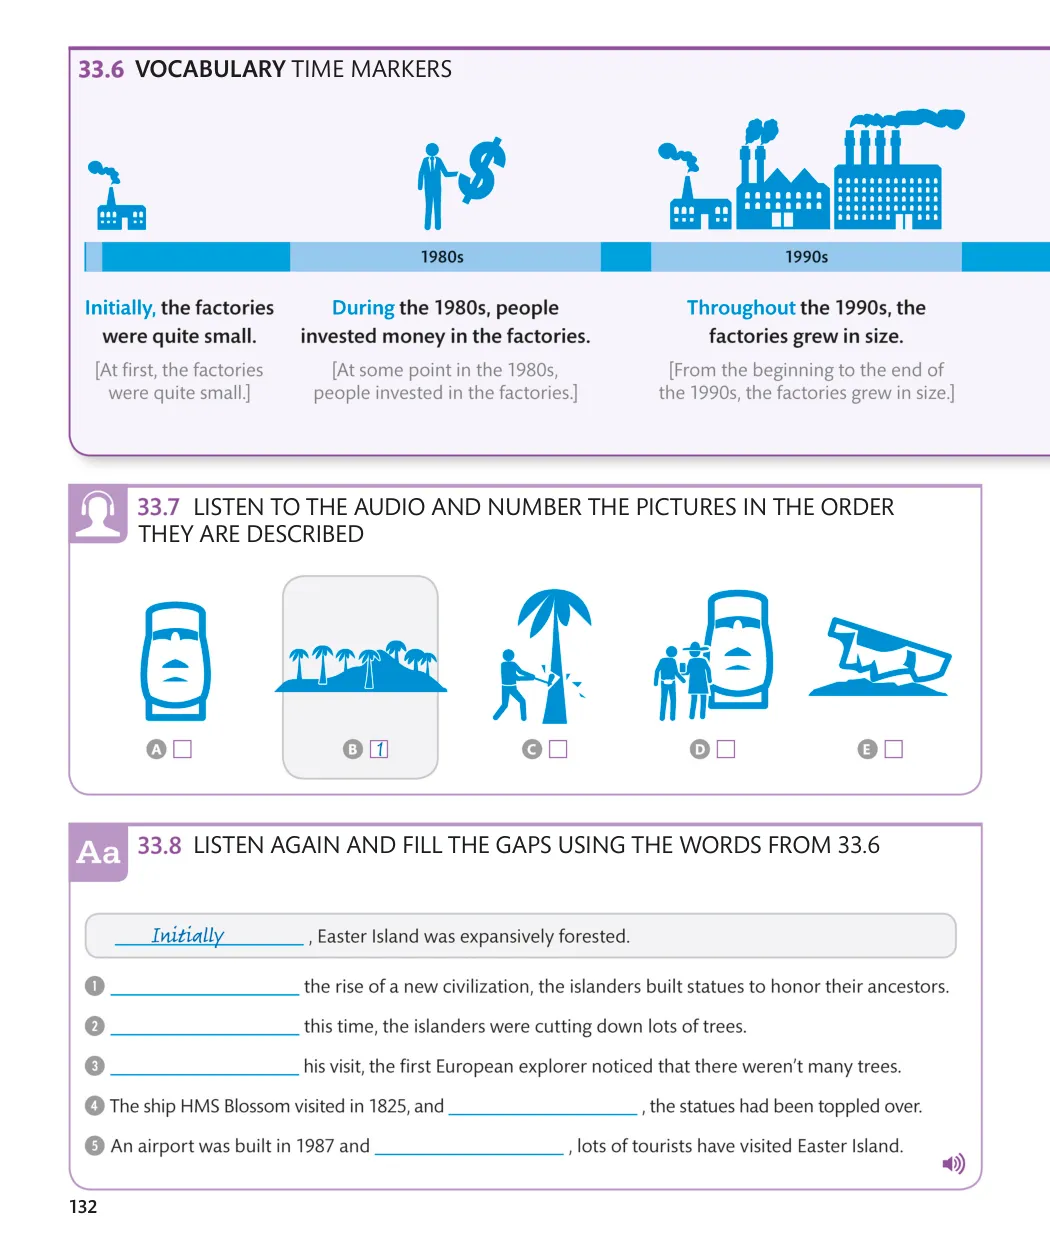 33.6 VOCABULARY TIME MARKERS
1980s
1990s
Initially, the factories
were quite small.
[At first, the factories
were quite small.]
During the 1980s, people
invested money in the factories.
[At some point in the 1980s,
people invested in the factories.]
Throughout the 1990s, the
factories grew in size.
[From the beginning to the end of
the 1990s, the factories grew in size.]
33.7 LISTEN TO THE AUDIO AND NUMBER THE PICTURES IN THE ORDER
THEY ARE DESCRIBED
A
B 1
C
D
E
Aa 33.8 LISTEN AGAIN AND FILL THE GAPS USING THE WORDS FROM 33.6
Initially , Easter Island was expansively forested.
1 the rise of a new civilization, the islanders built statues to honor their ancestors.
2 this time, the islanders were cutting down lots of trees.
3 his visit, the first European explorer noticed that there weren't many trees.
4 The ship HMS Blossom visited in 1825, and , the statues had been toppled over.
5 An airport was built in 1987 and , lots of tourists have visited Easter Island.
132